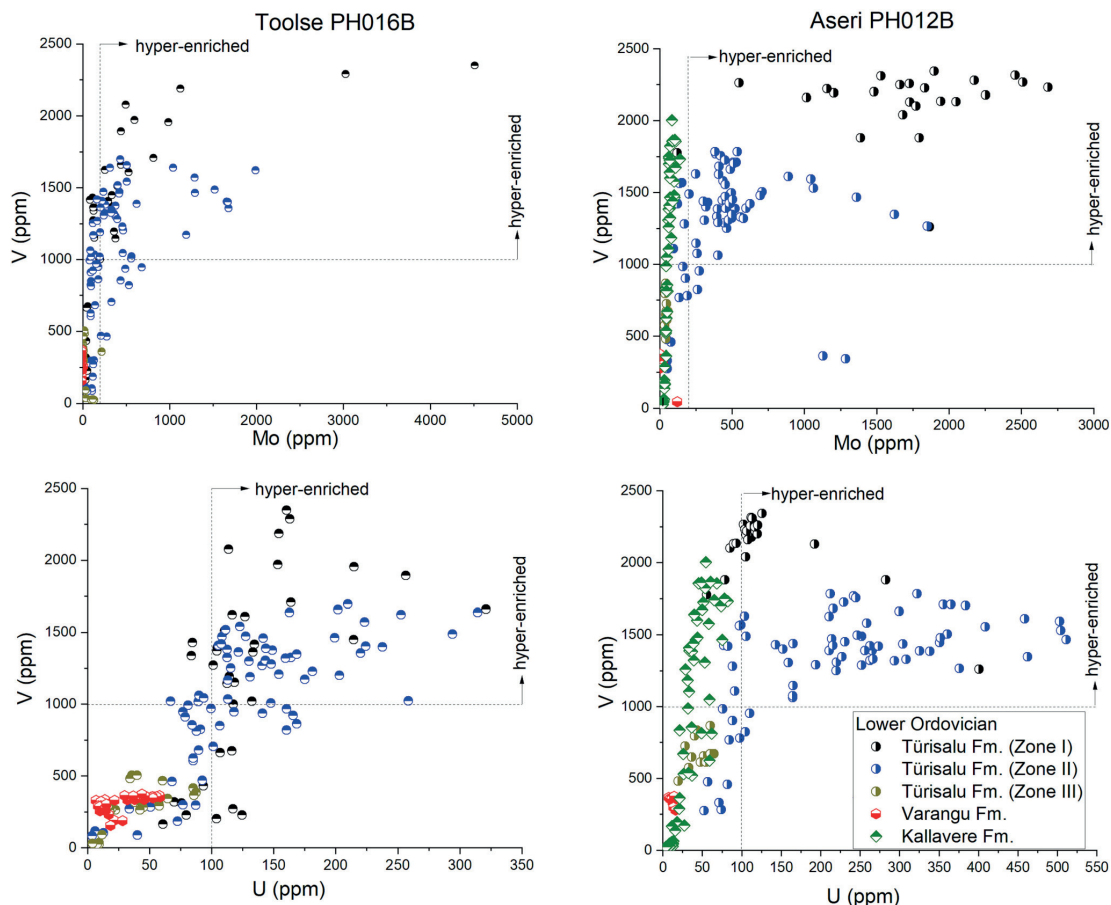 Toolse PH016B
hyper-enriched
2500
2000
1500
1000
500
0
V (ppm)
hyper-enriched
0
1000
2000
3000
4000
5000
Mo (ppm)
Aseri PH012B
hyper-enriched
2500
2000
1500
1000
500
0
V (ppm)
hyper-enriched
0
500
1000
1500
2000
2500
3000
Mo (ppm)
hyper-enriched
2500
2000
1500
1000
500
0
V (ppm)
hyper-enriched
0
50
100
150
200
250
300
350
U (ppm)
hyper-enriched
2500
2000
1500
1000
500
0
V (ppm)
hyper-enriched
Lower Ordovician
Türisalu Fm. (Zone I)
Türisalu Fm. (Zone II)
Türisalu Fm. (Zone III)
Varangu Fm.
Kallavere Fm.
0
50
100
150
200
250
300
350
400
450
500
550
U (ppm)